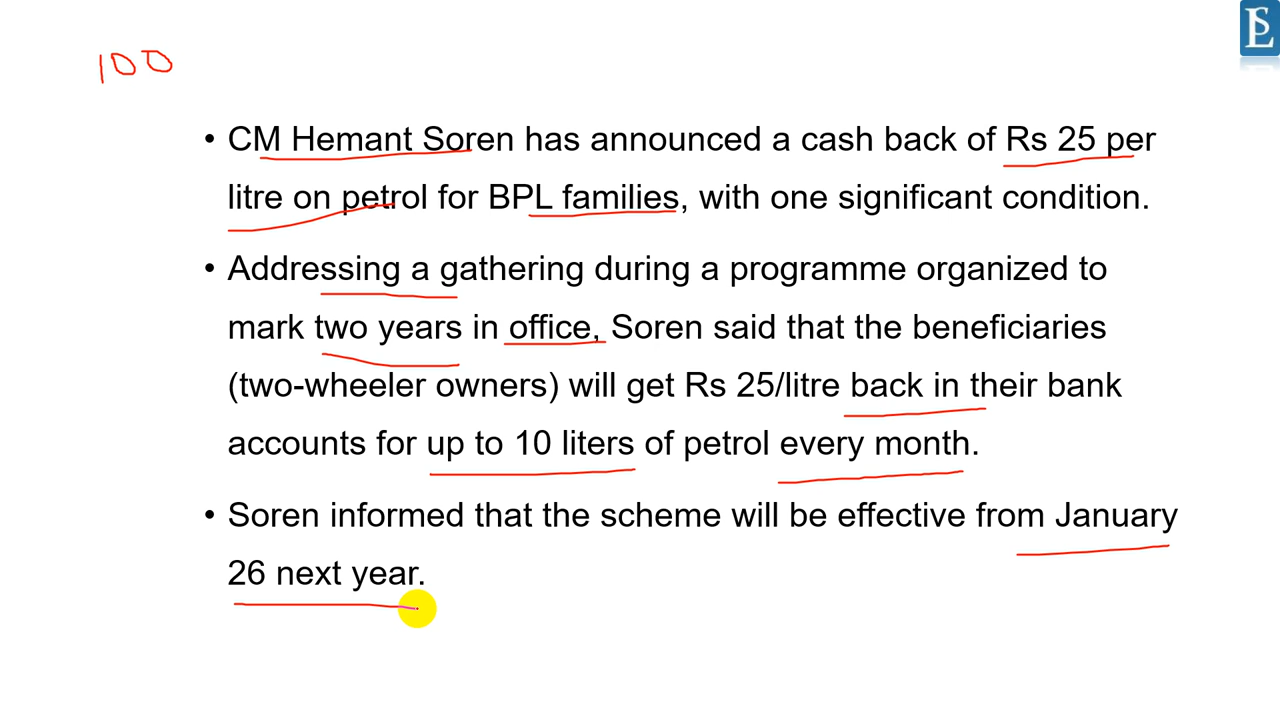 LS
100
• CM Hemant Soren has announced a cash back of Rs 25 per
litre on petrol for BPL families, with one significant condition.
• Addressing a gathering during a programme organized to
mark two years in office, Soren said that the beneficiaries
(two-wheeler owners) will get Rs 25/litre back in their bank
accounts for up to 10 liters of petrol every month.
• Soren informed that the scheme will be effective from January
26 next year.